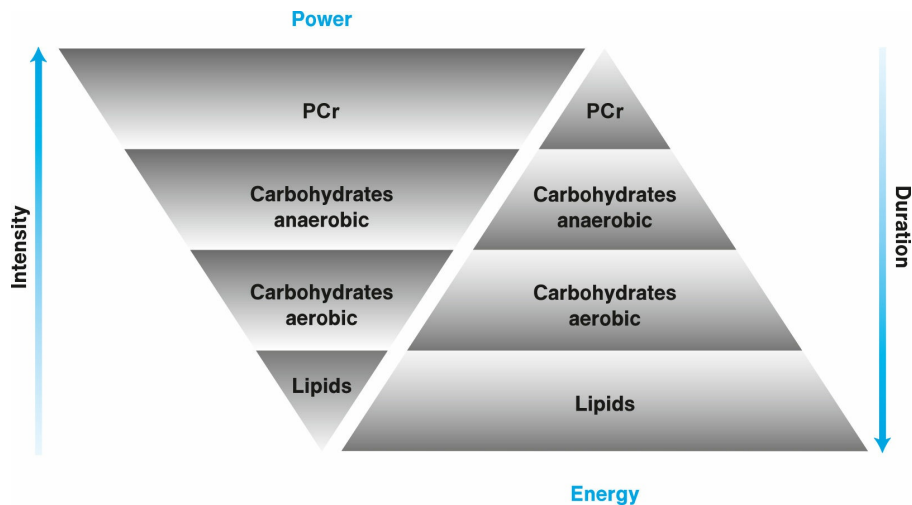 Power
Intensity
PCr
Carbohydrates
anaerobic
Carbohydrates
aerobic
Lipids
PCr
Carbohydrates
anaerobic
Carbohydrates
aerobic
Lipids
Duration
Energy